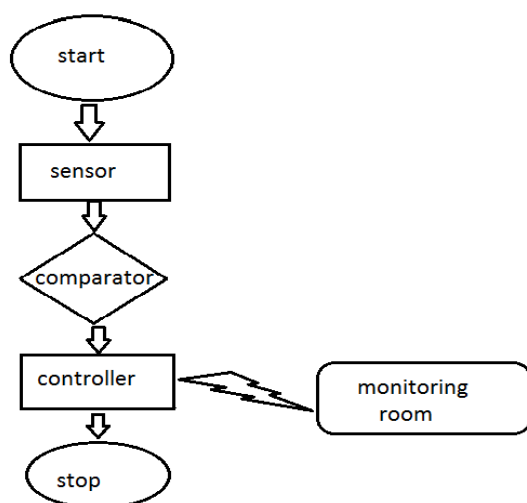 start
sensor
comparator
controller
monitoring
room
stop